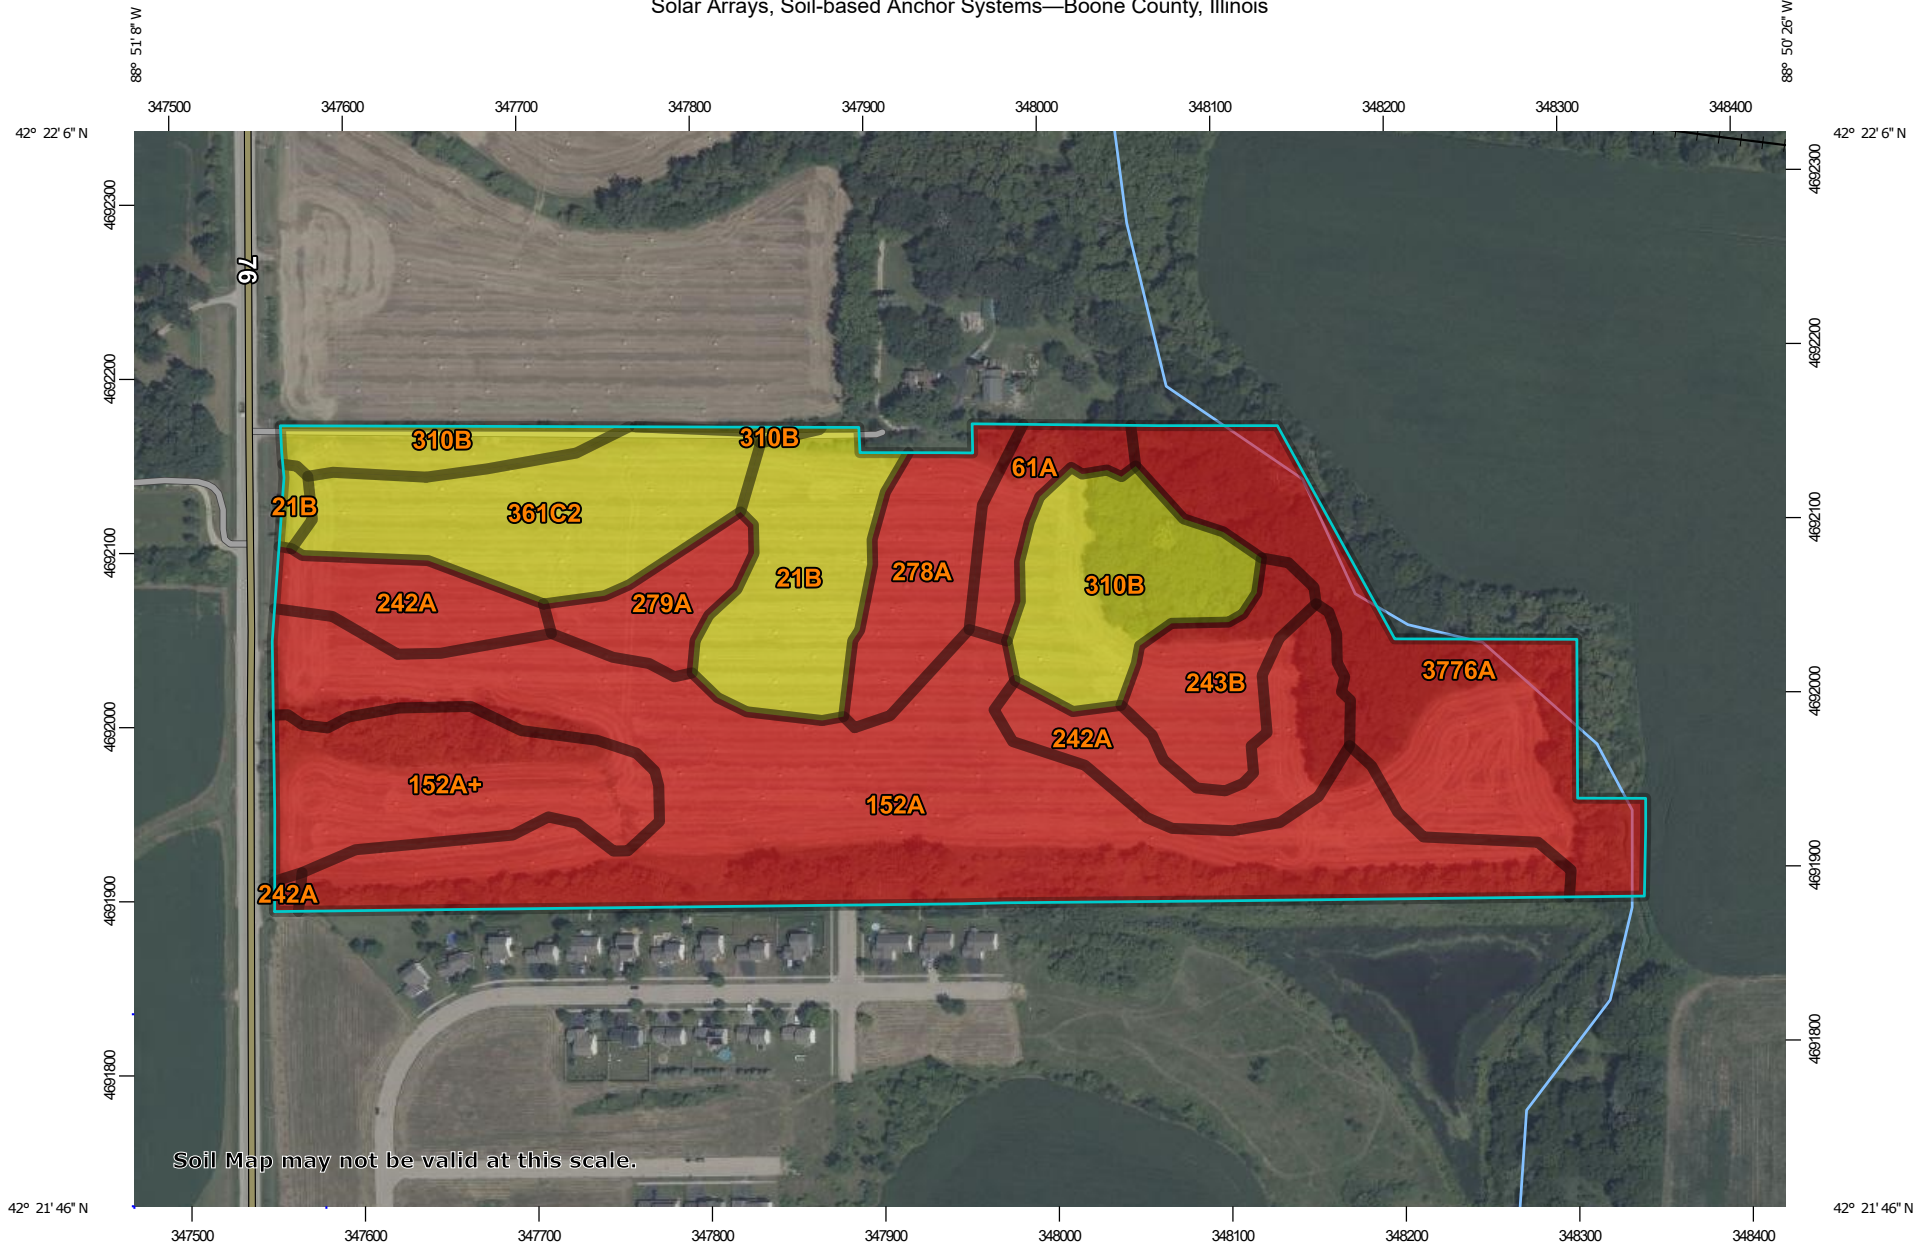 Solar Arrays, Soil-based Anchor Systems—Boone County, Illinois
88° 51' 8'' W
88° 50' 26'' W
347500 347600 347700 347800 347900 348000 348100 348200 348300 348400
42° 22' 6'' N
42° 22' 6'' N
4692300
4692300
76
4692200
4692200
310B
310B
61A
21B
361C2
4692100
4692100
278A
21B
310B
242A
279A
3776A
243B
4692000
4692000
242A
152A+
152A
4691900
4691900
242A
4691800
4691800
Soil Map may not be valid at this scale.
42° 21' 46'' N
42° 21' 46'' N
347500 347600 347700 347800 347900 348000 348100 348200 348300 348400